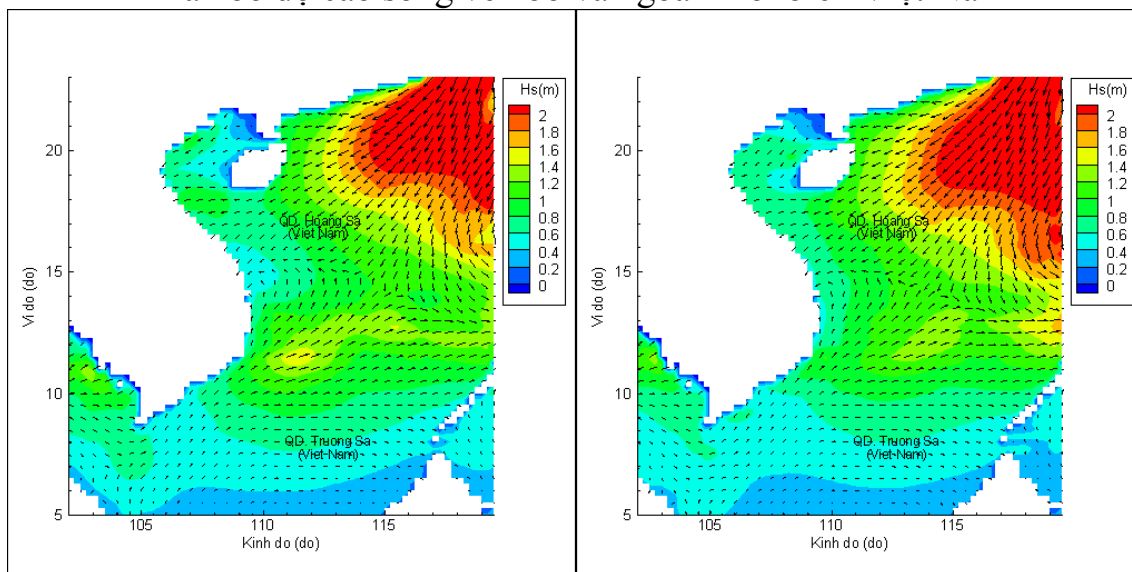 Hs(m)
2
1.8
1.6
1.4
1.2
1
0.8
0.6
0.4
0.2
0
20
15
10
5
Vi do (do)
QD. Hoang Sa
(Viet Nam)
QD. Truong Sa
(Viet-Nam)
105
110
115
Kinh do (do)
Hs(m)
2
1.8
1.6
1.4
1.2
1
0.8
0.6
0.4
0.2
0
20
15
10
5
Vi do (do)
QD. Hoang Sa
(Viet Nam)
QD. Truong Sa
(Viet-Nam)
105
110
115
Kinh do (do)